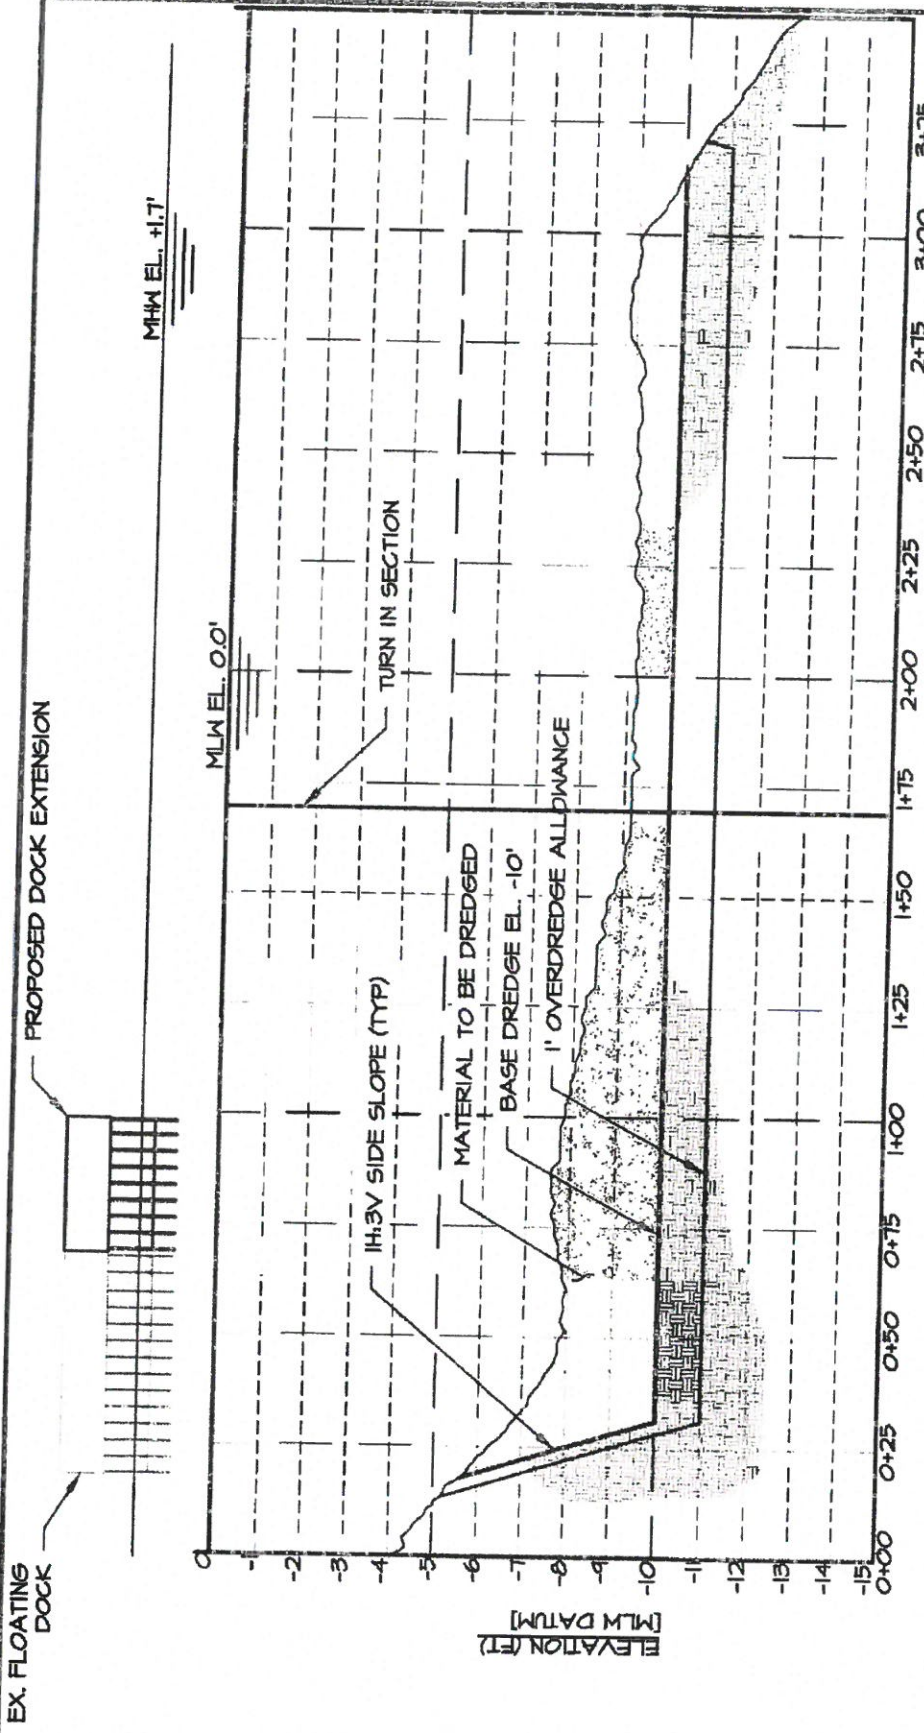 EX. FLOATING
DOCK
PROPOSED DOCK EXTENSION
MHW EL. +1.7'
MLW EL. 0.0'
TURN IN SECTION
1H:3V SIDE SLOPE (TYP)
MATERIAL TO BE DREDGED
BASE DREDGE EL. -10'
1' OVERDREDGE ALLOWANCE
ELEVATION (FT)
[MLW DATUM]
0
-1
-2
-3
-4
-5
-6
-7
-8
-9
-10
-11
-12
-13
-14
-15
0+00
0+25
0+50
0+75
1+00
1+25
1+50
1+75
2+00
2+25
2+50
2+75
3+00
3+25